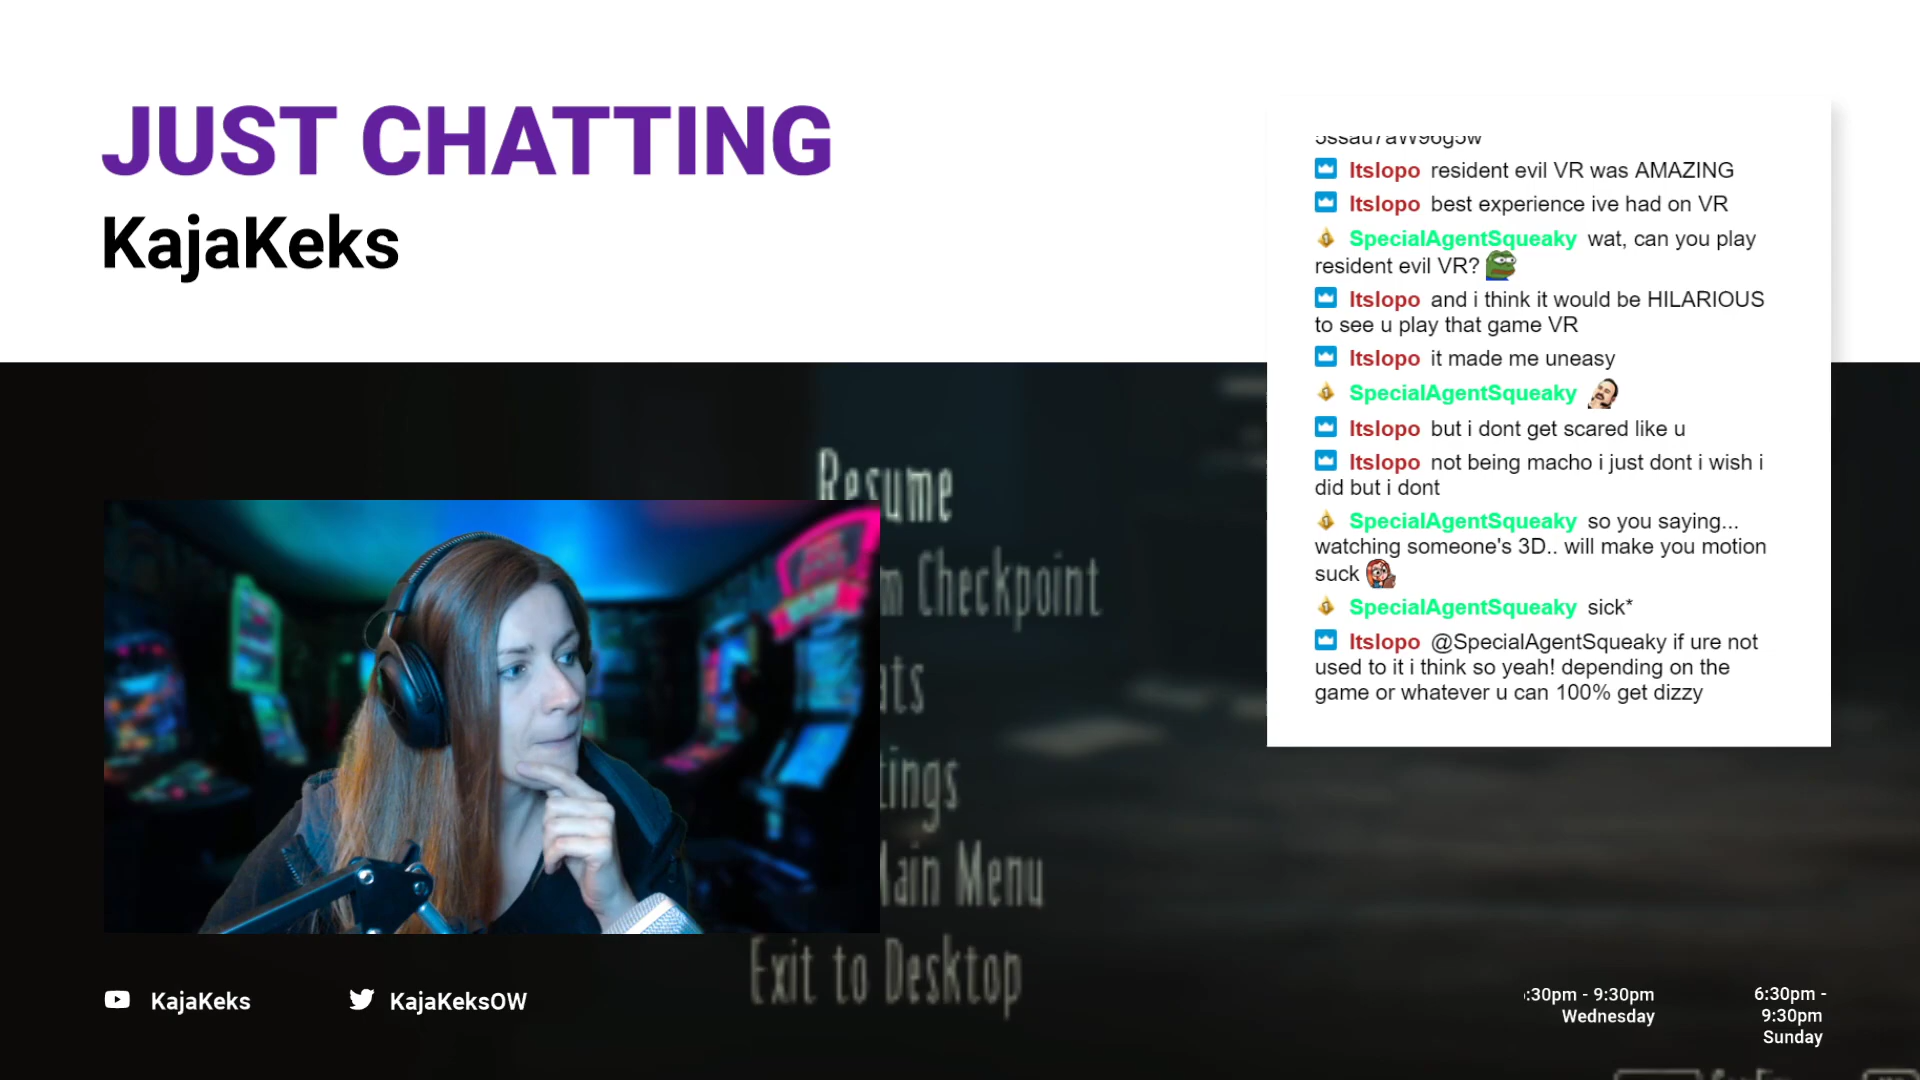 JUST CHATTING
KajaKeks
Itslopo resident evil VR was AMAZING
Itslopo best experience ive had on VR
SpecialAgentSqueaky wat, can you play
resident evil VR?
Itslopo and i think it would be HILARIOUS
to see u play that game VR
Itslopo it made me uneasy
SpecialAgentSqueaky
Itslopo but i dont get scared like u
Itslopo not being macho i just dont i wish i
did but i dont
SpecialAgentSqueaky so you saying...
watching someone's 3D.. will make you motion
suck
SpecialAgentSqueaky sick*
Itslopo @SpecialAgentSqueaky if ure not
used to it i think so yeah! depending on the
game or whatever u can 100% get dizzy
Resume
Checkpoint
Main Menu
Exit to Desktop
KajaKeks
KajaKeksOW
:30pm - 9:30pm
Wednesday
6:30pm -
9:30pm
Sunday